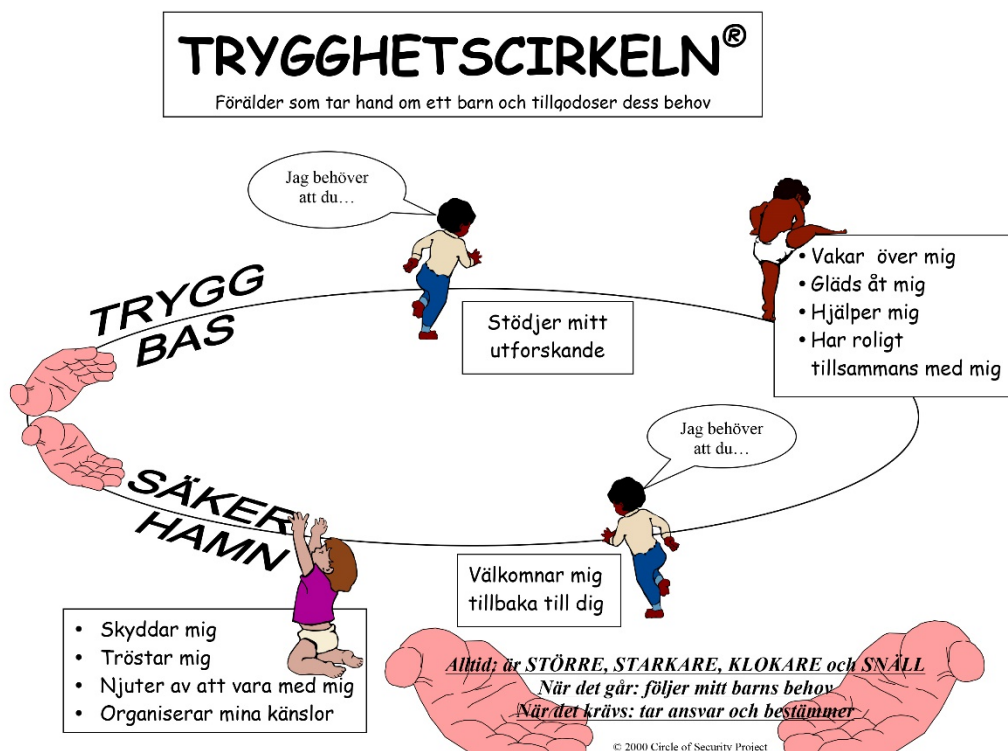 TRYGGHETSCIRKELN®
Förälder som tar hand om ett barn och tillgodoser dess behov
Jag behöver
att du…
TRYGG
BAS
Stödjer mitt
utforskande
• Vakar över mig
• Gläds åt mig
• Hjälper mig
• Har roligt
tillsammans med mig
Jag behöver
att du…
SÄKER
HAMN
Välkomnar mig
tillbaka till dig
• Skyddar mig
• Tröstar mig
• Njuter av att vara med mig
• Organiserar mina känslor
Alltid; är STÖRRE, STARKARE, KLOKARE och SNÄLL
När det går: följer mitt barns behov
När det krävs: tar ansvar och bestämmer
© 2000 Circle of Security Project